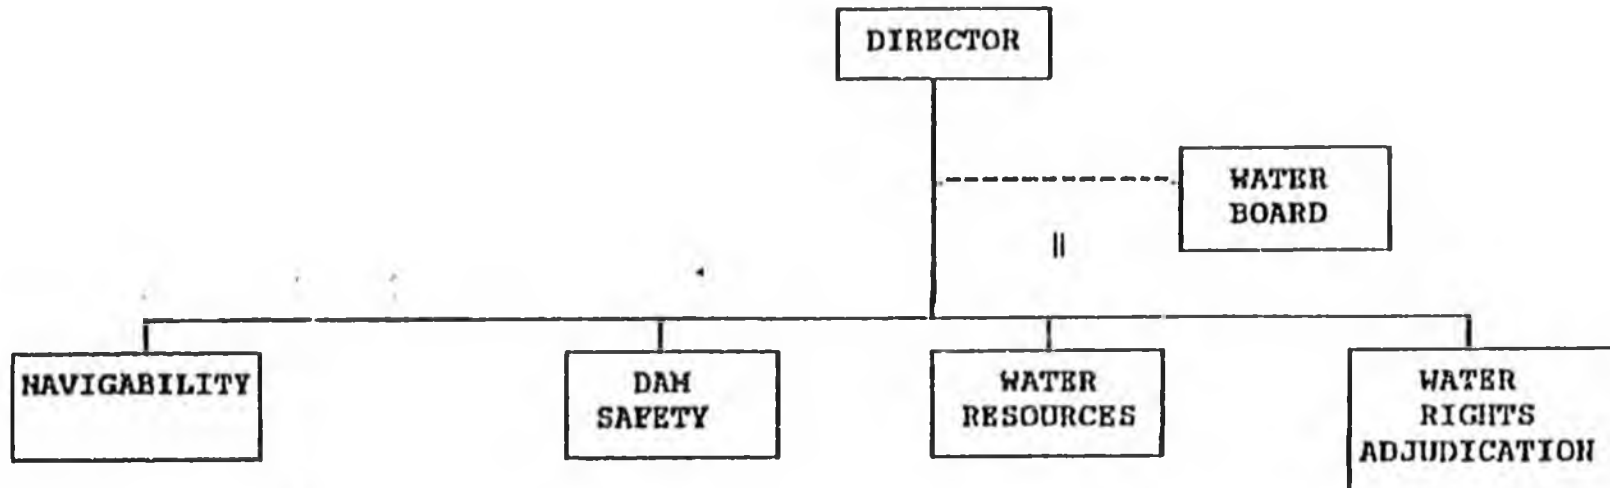 DIRECTOR
WATER
BOARD
||
NAVIGABILITY
DAM
SAFETY
WATER
RESOURCES
WATER
RIGHTS
ADJUDICATION